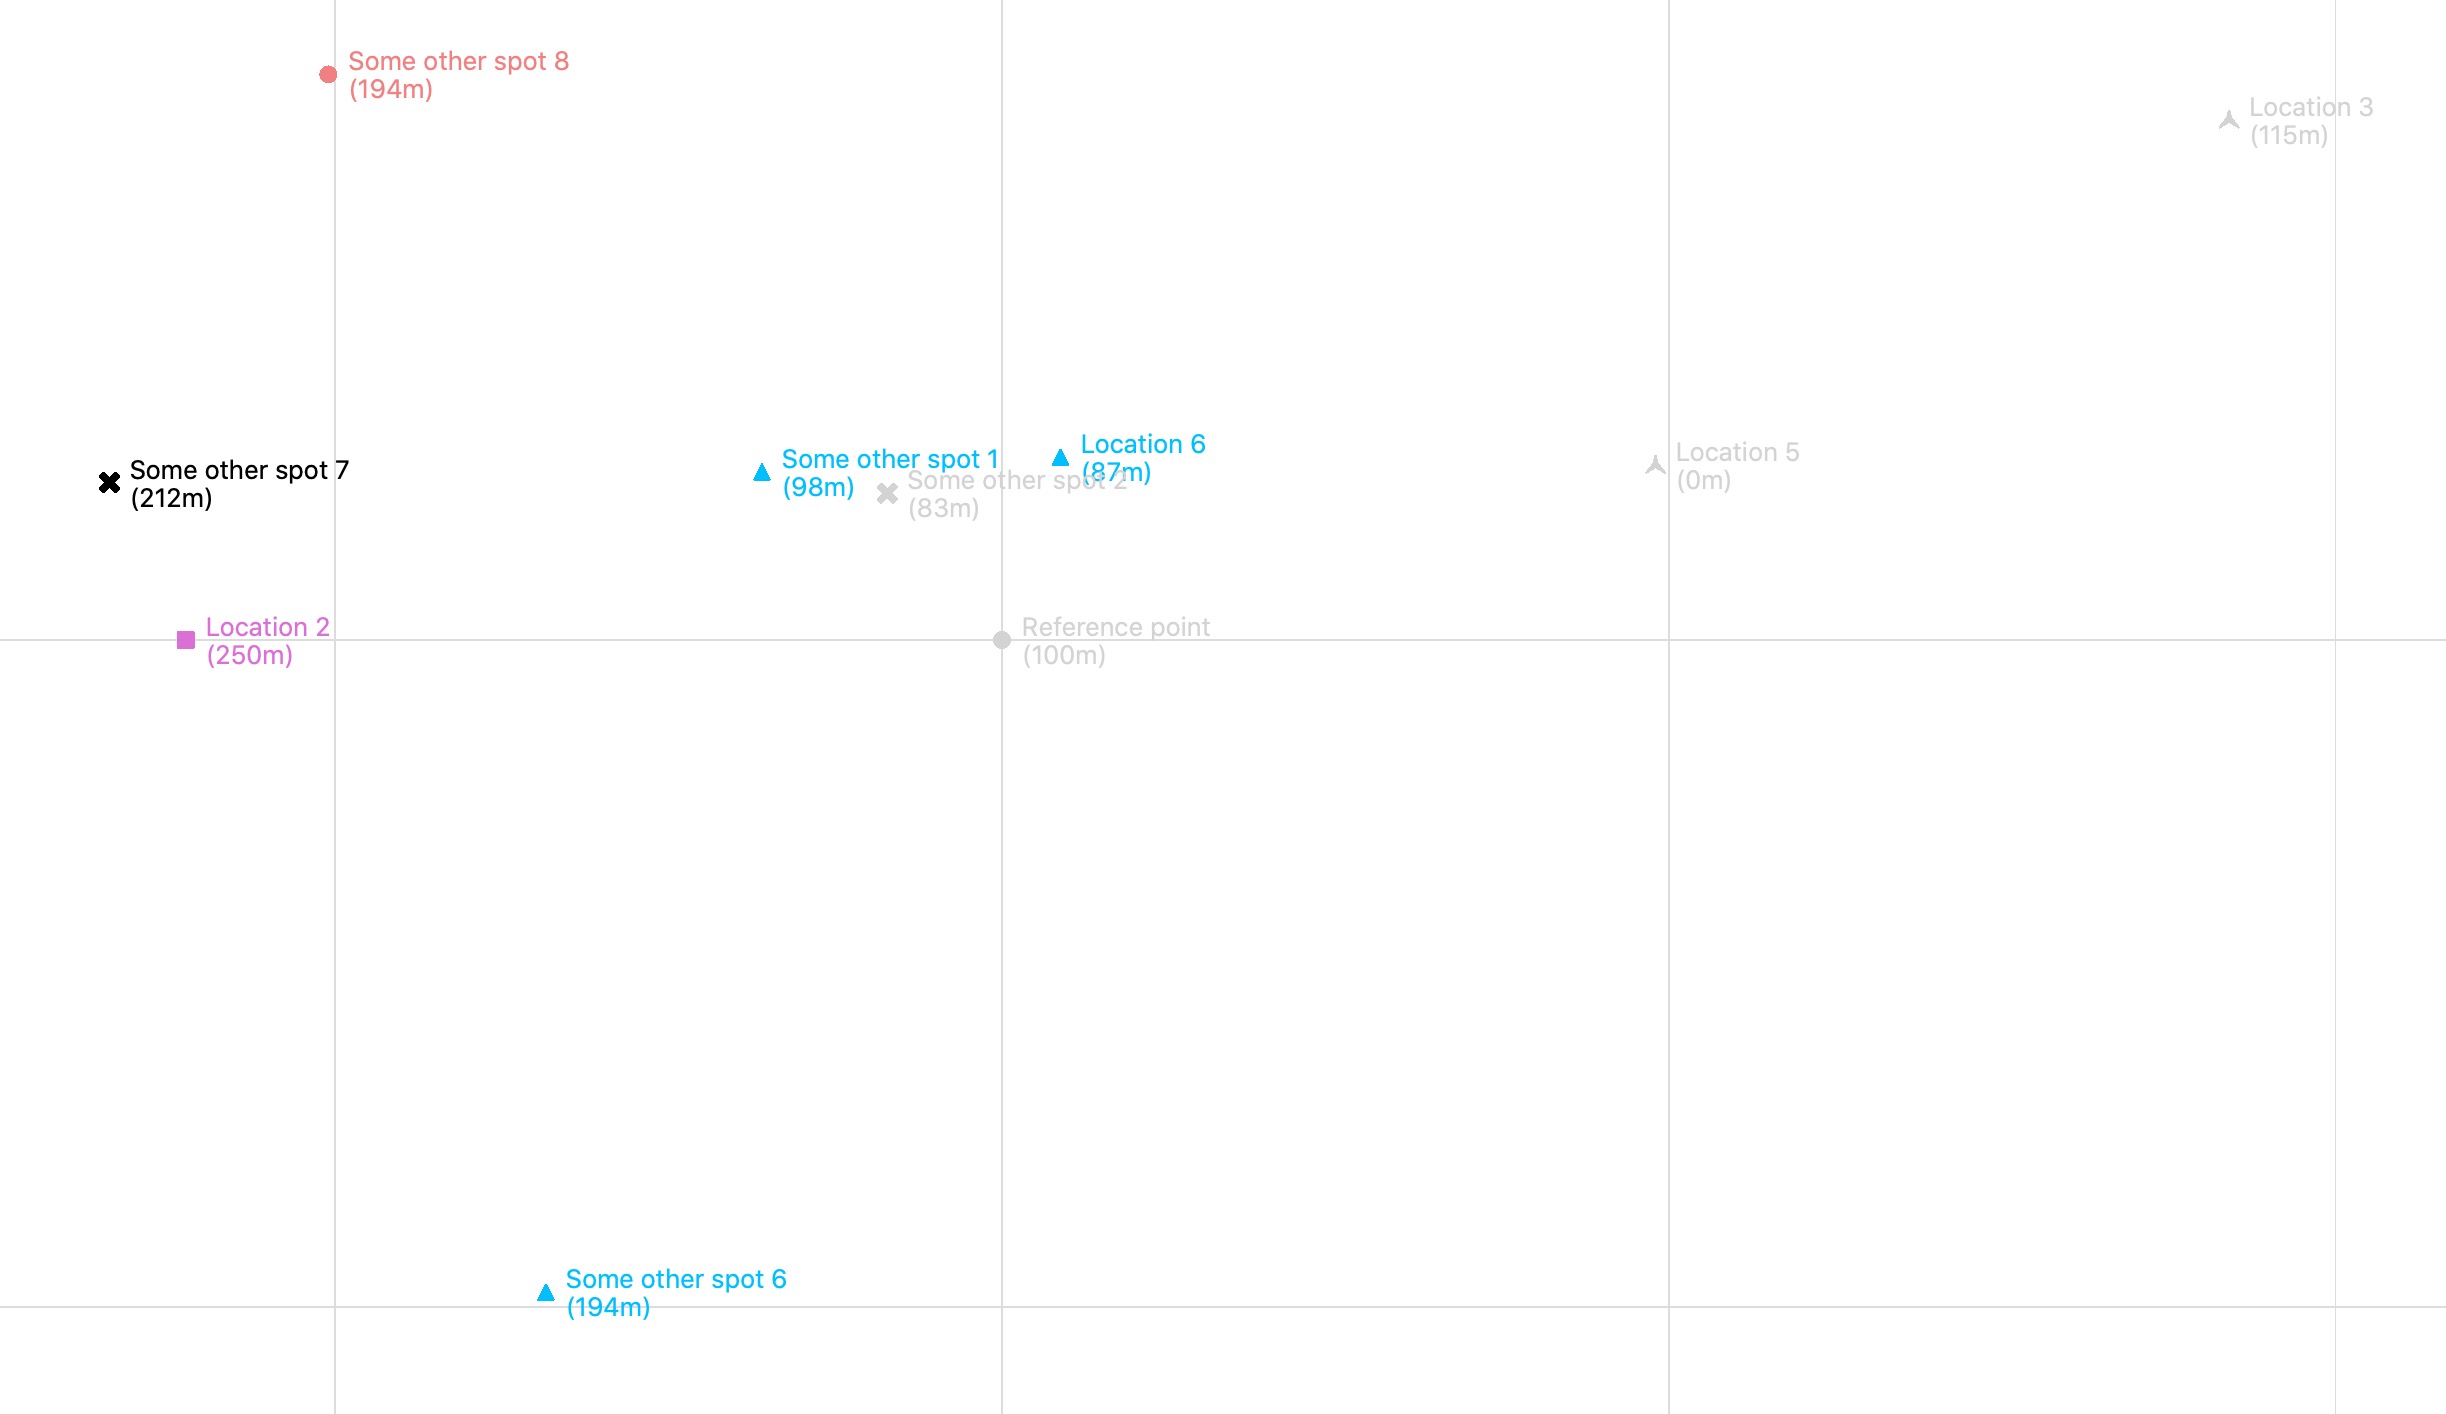 Some other spot 8
(194m)
Location 3
(115m)
Location 6
(87m)
Some other spot 1
(98m)
Some other spot 2
(83m)
Location 5
(0m)
Some other spot 7
(212m)
Location 2
(250m)
Reference point
(100m)
Some other spot 6
(194m)